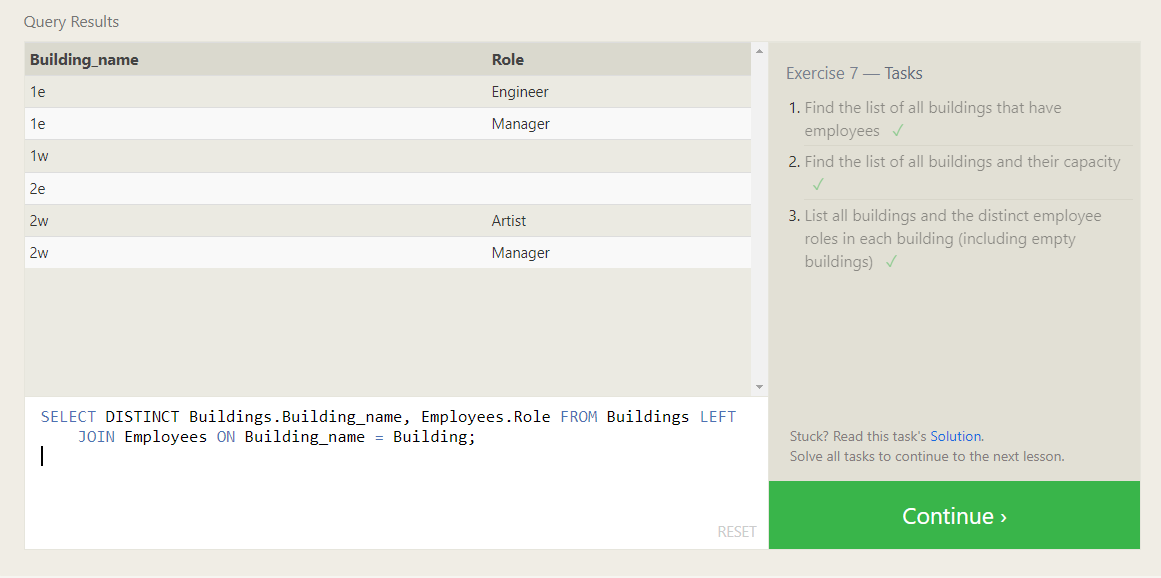 Query Results
Building_name Role
1e Engineer
1e Manager
1w
2e
2w Artist
2w Manager
SELECT DISTINCT Buildings.Building_name, Employees.Role FROM Buildings LEFT
JOIN Employees ON Building_name = Building;
RESET
Exercise 7 — Tasks
1. Find the list of all buildings that have
employees ✓
2. Find the list of all buildings and their capacity
✓
3. List all buildings and the distinct employee
roles in each building (including empty
buildings) ✓
Stuck? Read this task's Solution.
Solve all tasks to continue to the next lesson.
Continue ›